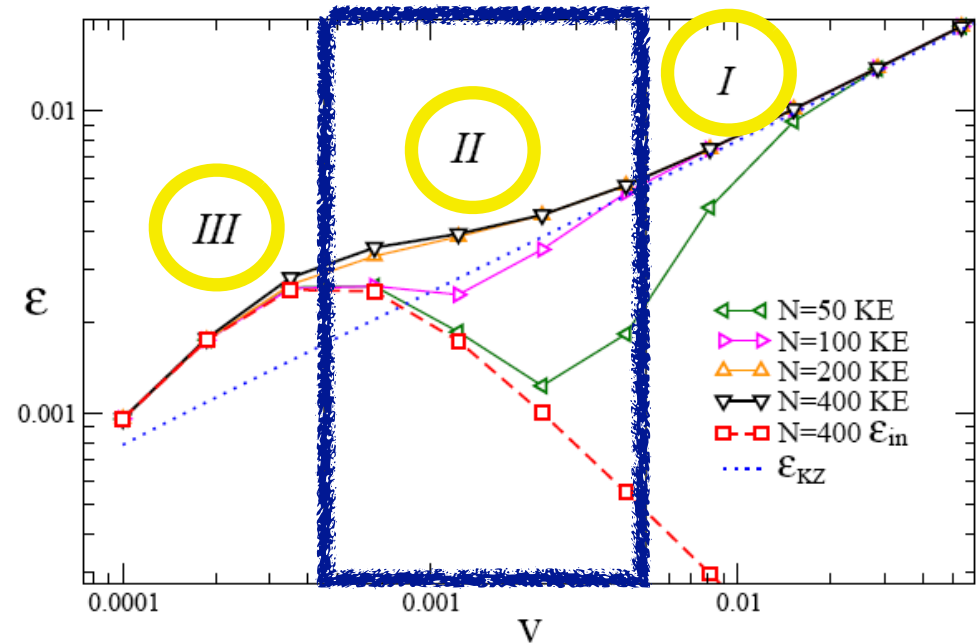 I
II
0.01
III
ε
N=50 KE
N=100 KE
N=200 KE
0.001
N=400 KE
N=400 εin
εKZ
0.0001
0.001
0.01
v